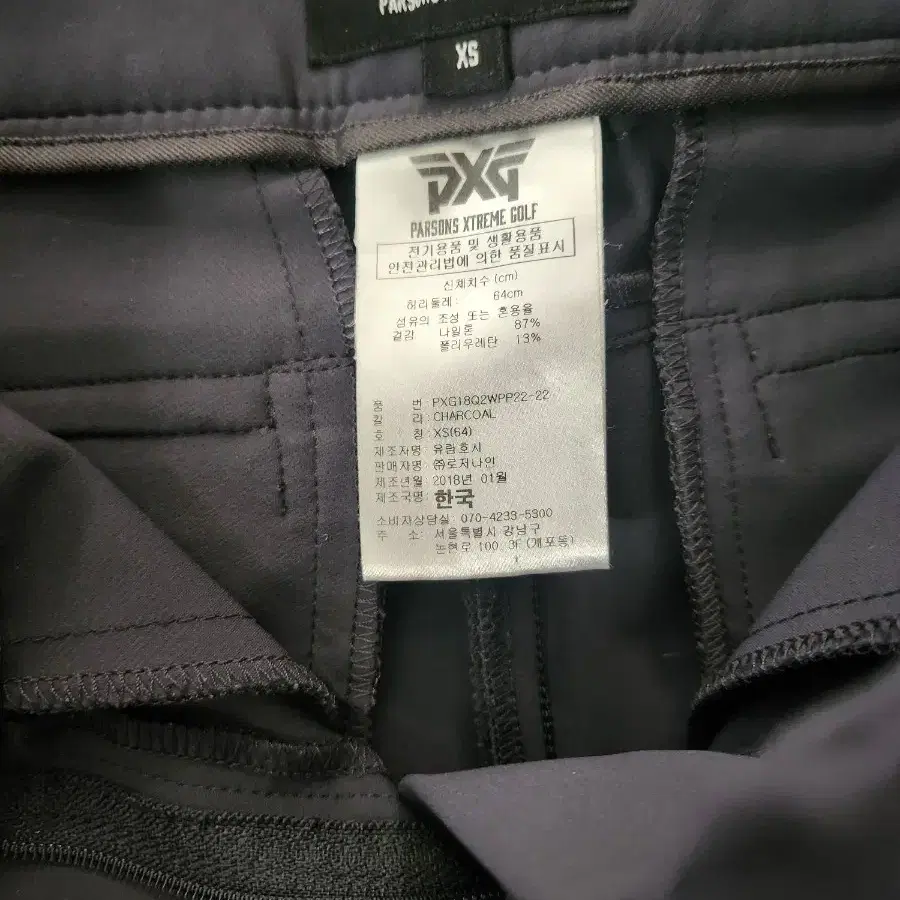 PARSONS
XS
PXG
PARSONS XTREME GOLF
전기용품 및 생활용품
안전관리법에 의한 품질표시
신체치수(cm)
허리둘레: 64cm
섬유의 조성 또는 혼용율
겉감 나일론 87%
폴리우레탄 13%
품 번: PXG18Q2WPP22-22
칼 라: CHARCOAL
호 칭: XS(64)
제조자명: 유람호시
판매자명: ㈜로저나인
제조년월: 2018년 01월
제조국명: 한국
소비자상담실: 070-4233-5300
주 소: 서울특별시 강남구
논현로 100, 3F (개포동)
1